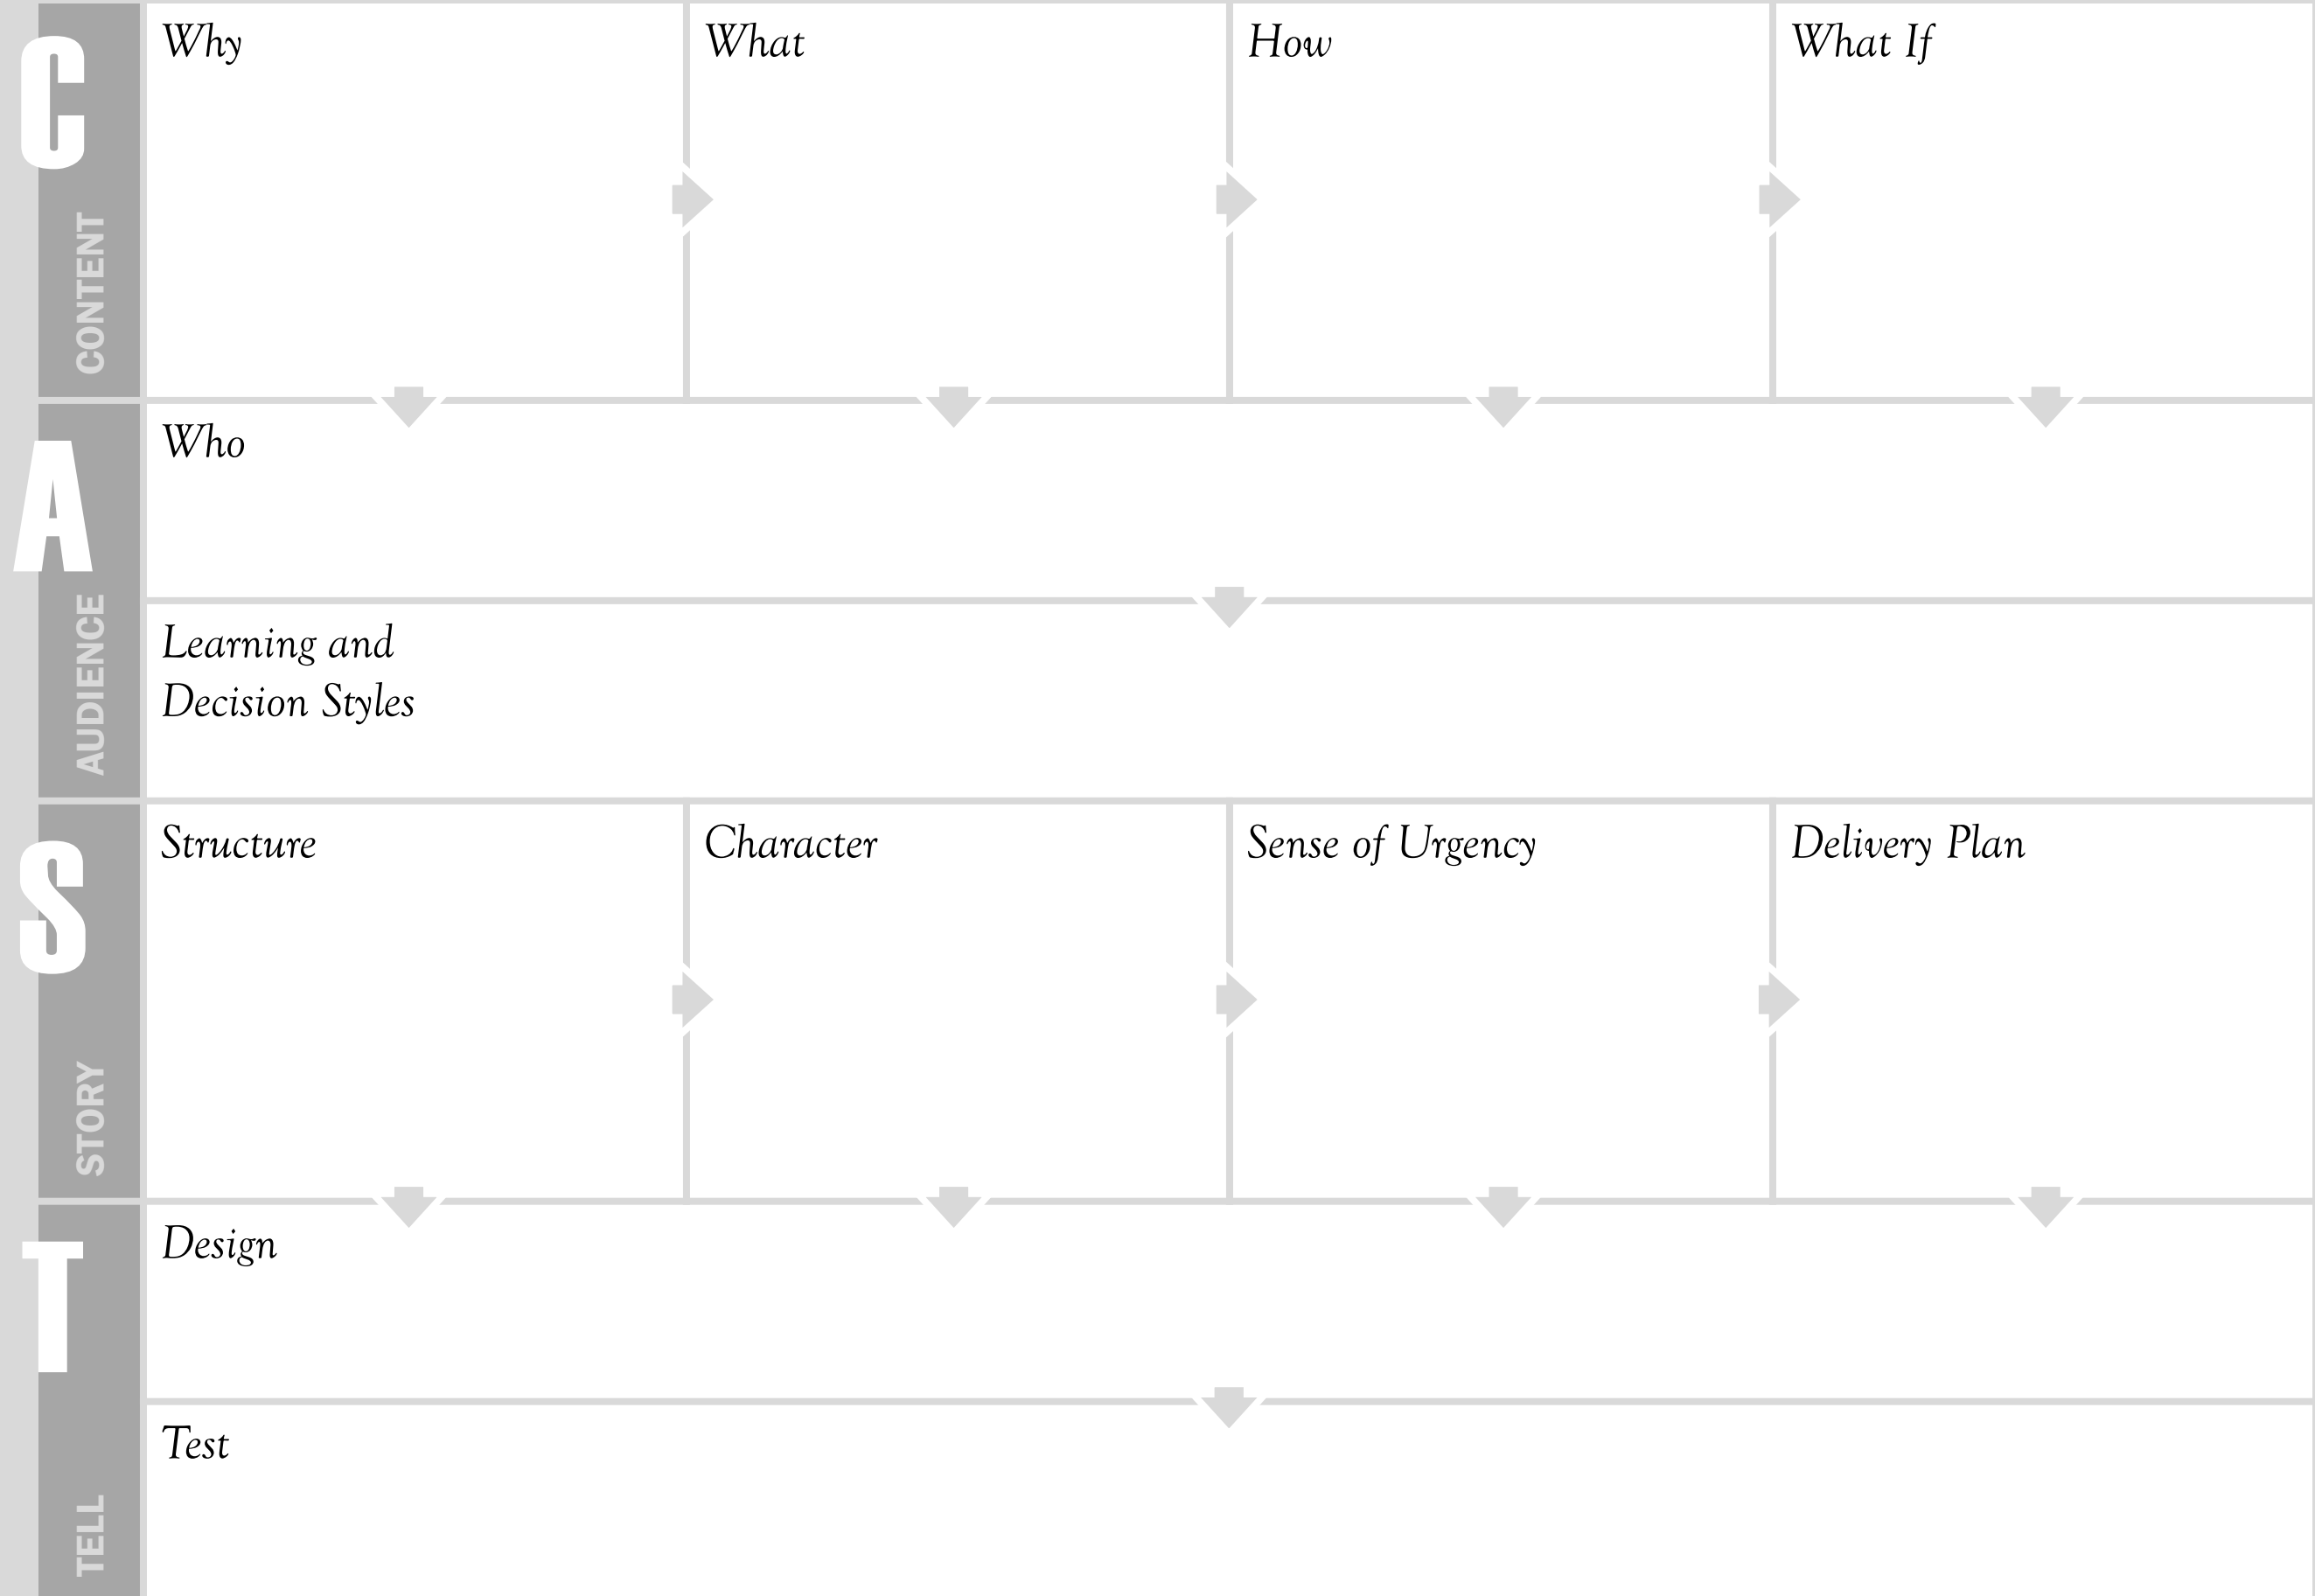 C
CONTENT
Why
What
How
What If
A
AUDIENCE
Who
Learning and
Decision Styles
S
STORY
Structure
Character
Sense of Urgency
Delivery Plan
T
TELL
Design
Test